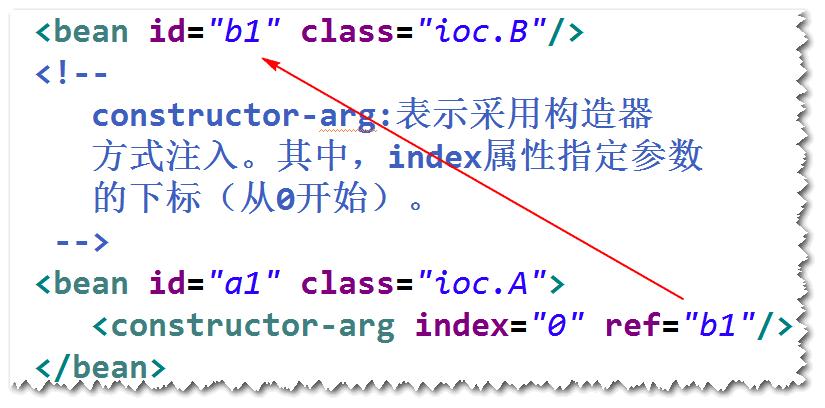 <bean id="b1" class="ioc.B"/>
<!--
constructor-arg:表示采用构造器
方式注入。其中，index属性指定参数
的下标（从0开始）。
-->
<bean id="a1" class="ioc.A">
<constructor-arg index="0" ref="b1"/>
</bean>